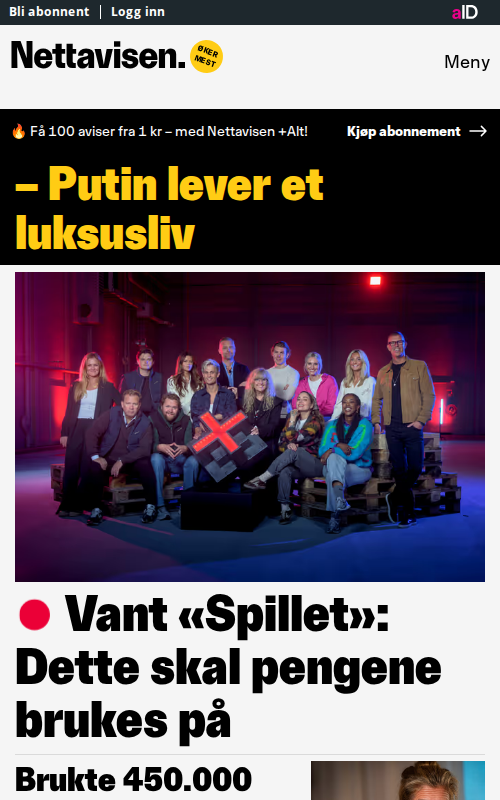 Bli abonnent | Logg inn
aID
Nettavisen.
ØKER
MEST
Meny
🔥 Få 100 aviser fra 1 kr – med Nettavisen +Alt!
Kjøp abonnement →
– Putin lever et
luksusliv
Vant «Spillet»:
Dette skal pengene
brukes på
Brukte 450.000